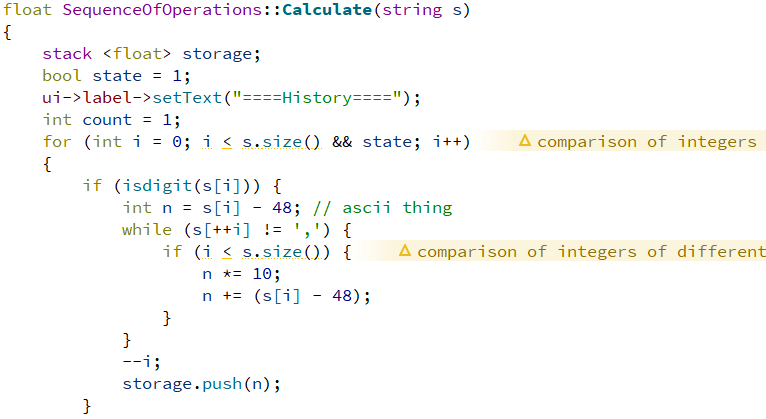 float SequenceOfOperations::Calculate(string s)
{
    stack <float> storage;
    bool state = 1;
    ui->label->setText("====History====");
    int count = 1;
    for (int i = 0; i < s.size() && state; i++)    ⚠ comparison of integers
    {
        if (isdigit(s[i])) {
            int n = s[i] - 48; // ascii thing
            while (s[++i] != ',') {
                if (i < s.size()) {    ⚠ comparison of integers of different
                    n *= 10;
                    n += (s[i] - 48);
                }
            }
            --i;
            storage.push(n);
        }